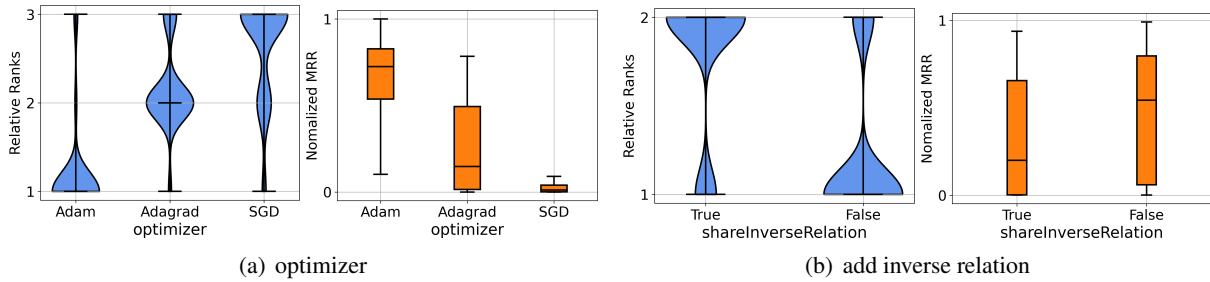 Relative Ranks
3
2
1
Adam
Adagrad
SGD
optimizer
Nomalized MRR
1
0
Adam
Adagrad
SGD
optimizer
(a) optimizer
Relative Ranks
2
1
True
False
shareInverseRelation
Nomalized MRR
1
0
True
False
shareInverseRelation
(b) add inverse relation